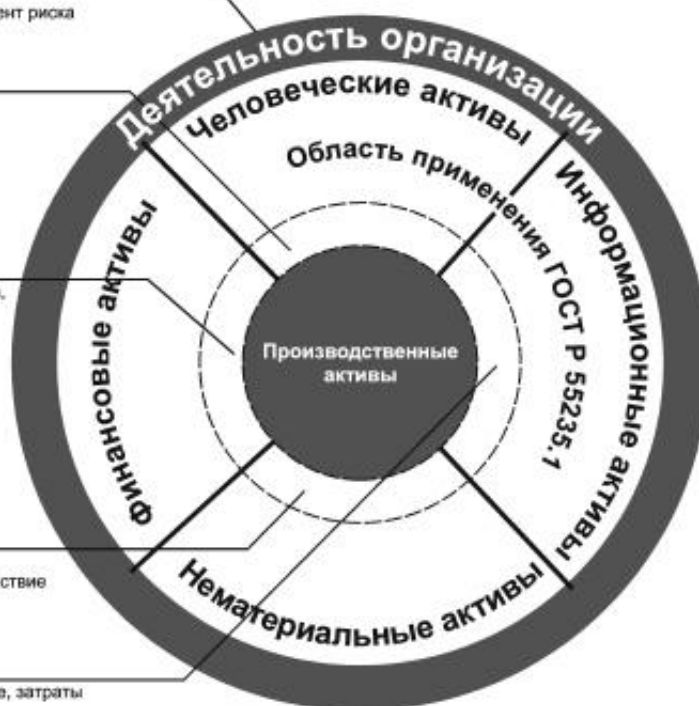 ент риска
Деятельность организации
Человеческие активы
Область применения ГОСТ Р 55235.1
Информационные активы
Финансовые активы
Производственные
активы
Нематериальные активы
ствие
е, затраты